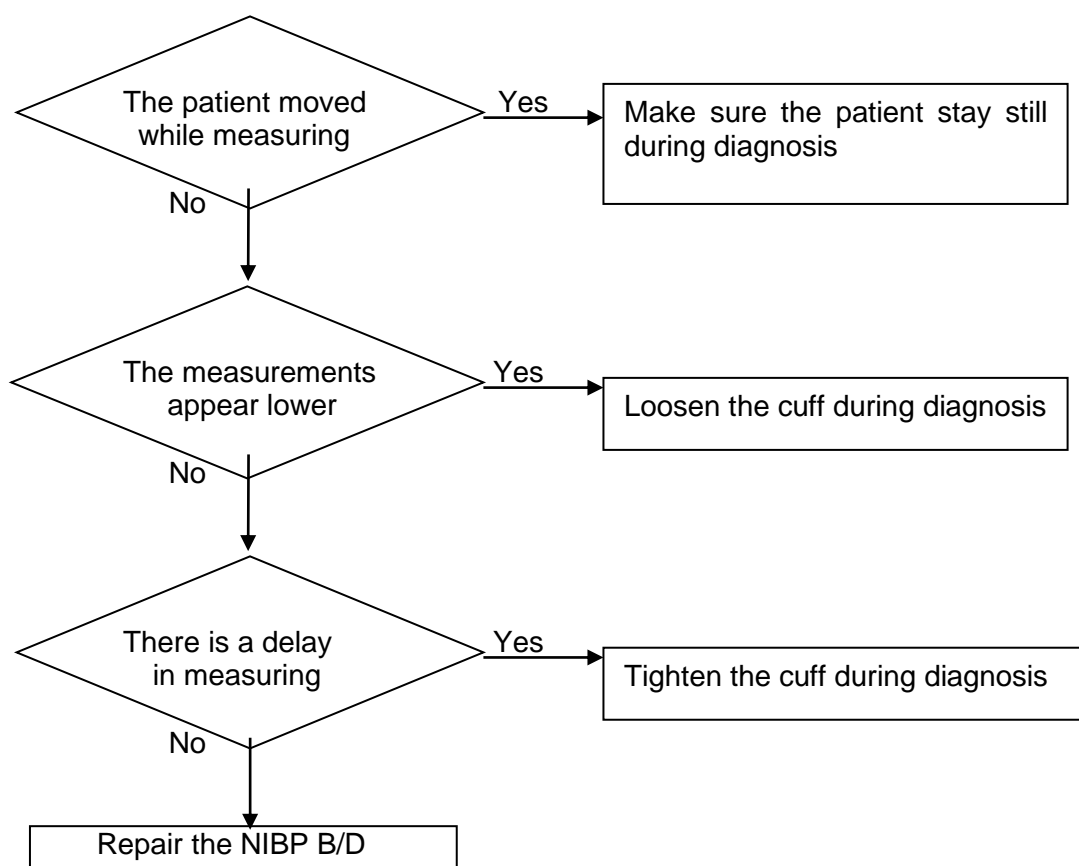 The patient moved
while measuring
Yes
Make sure the patient stay still
during diagnosis
No
The measurements
appear lower
Yes
Loosen the cuff during diagnosis
No
There is a delay
in measuring
Yes
Tighten the cuff during diagnosis
No
Repair the NIBP B/D